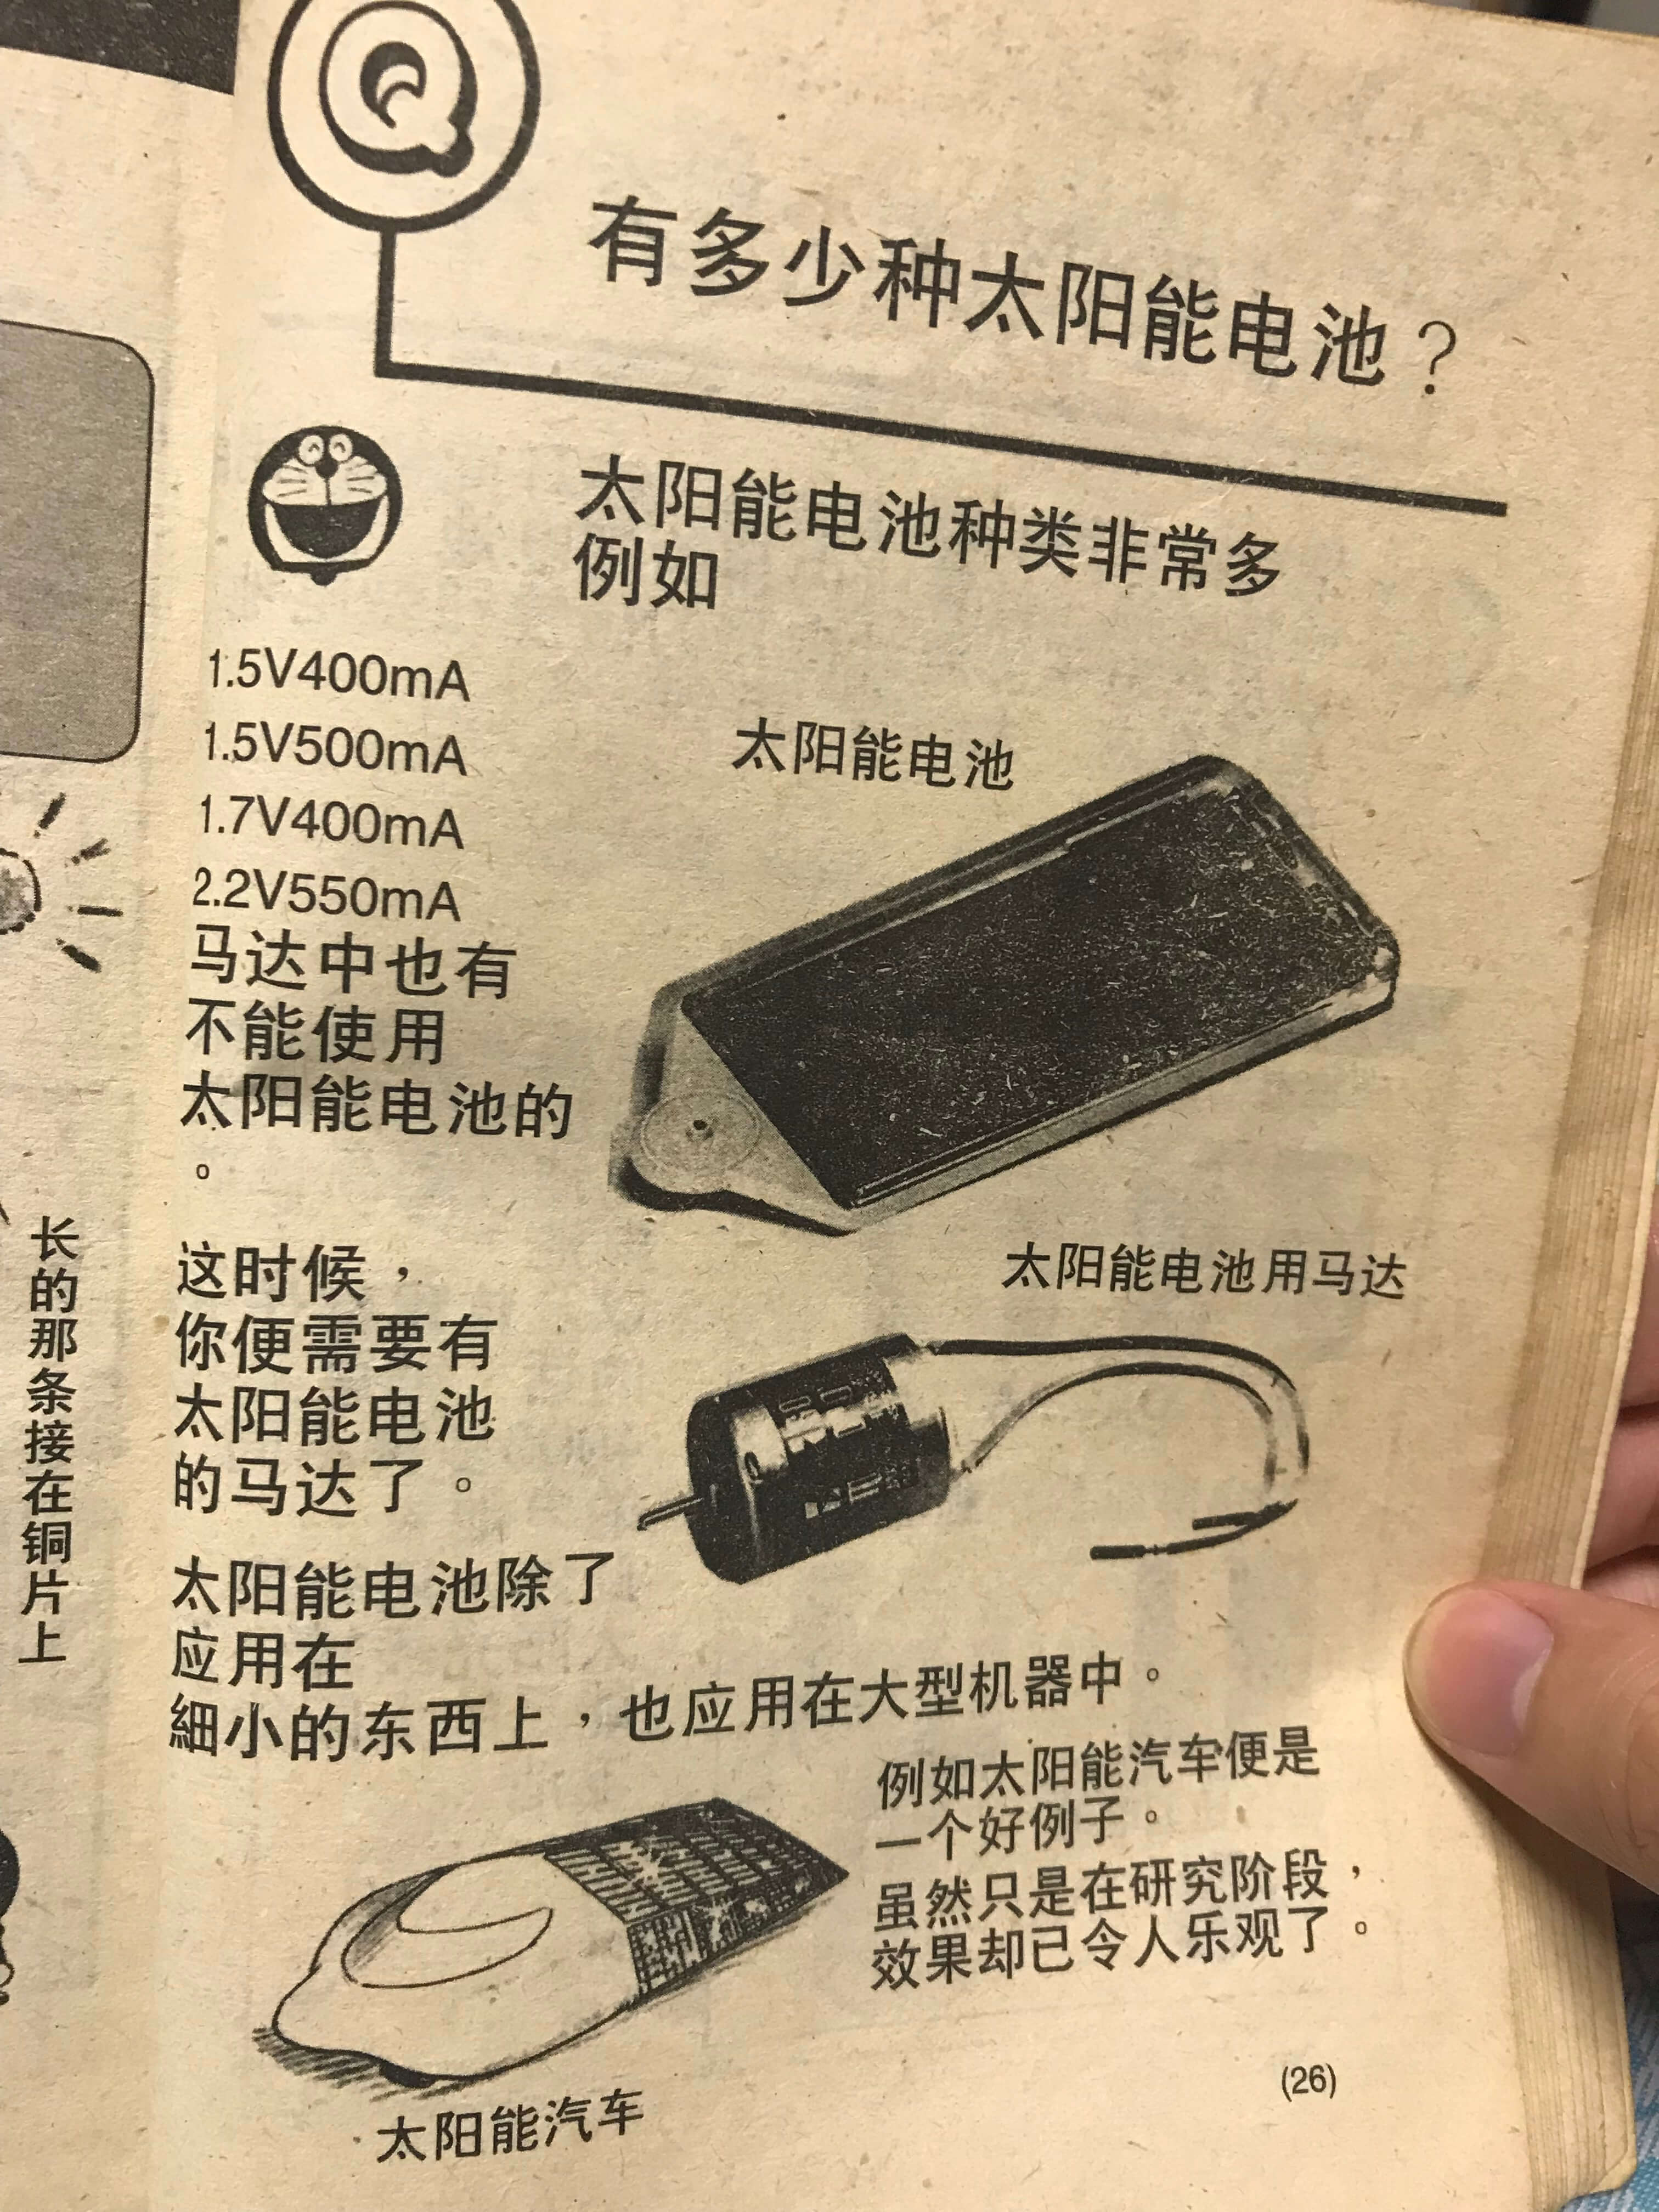 Q
有多少种太阳能电池？
太阳能电池种类非常多
例如
1.5V400mA
1.5V500mA
1.7V400mA
2.2V550mA
马达中也有
不能使用
太阳能电池的
。
太阳能电池
这时候，
你便需要有
太阳能电池
的马达了。
太阳能电池用马达
太阳能电池除了
应用在
細小的东西上，也应用在大型机器中。
例如太阳能汽车便是
一个好例子。
虽然只是在研究阶段，
效果却已令人乐观了。
太阳能汽车
(26)
长的那条接在铜片上